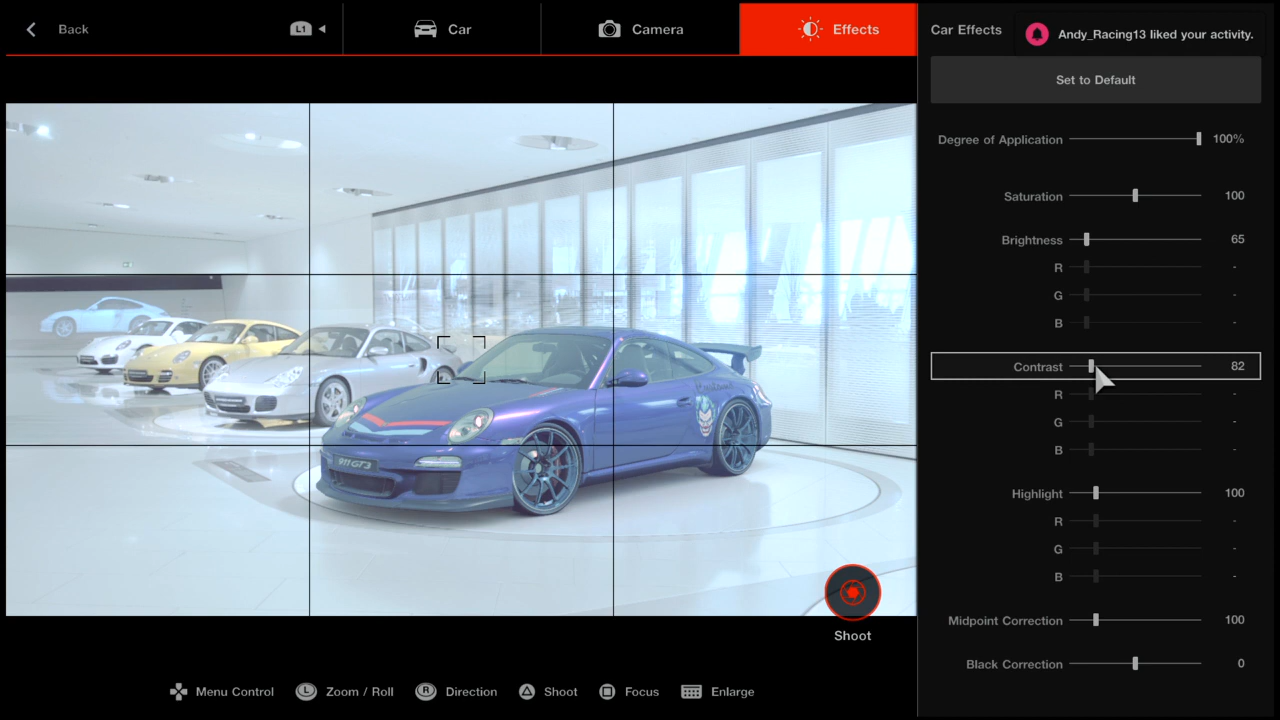 Back
L1
Car
Camera
Effects
Car Effects
Andy_Racing13 liked your activity.
Set to Default
Degree of Application 100%
Saturation 100
Brightness 65
R -
G -
B -
Contrast 82
R -
G -
B -
Highlight 100
R -
G -
B -
Midpoint Correction 100
Black Correction 0
911 GT3
Shoot
Menu Control
L Zoom / Roll
R Direction
Shoot
Focus
Enlarge